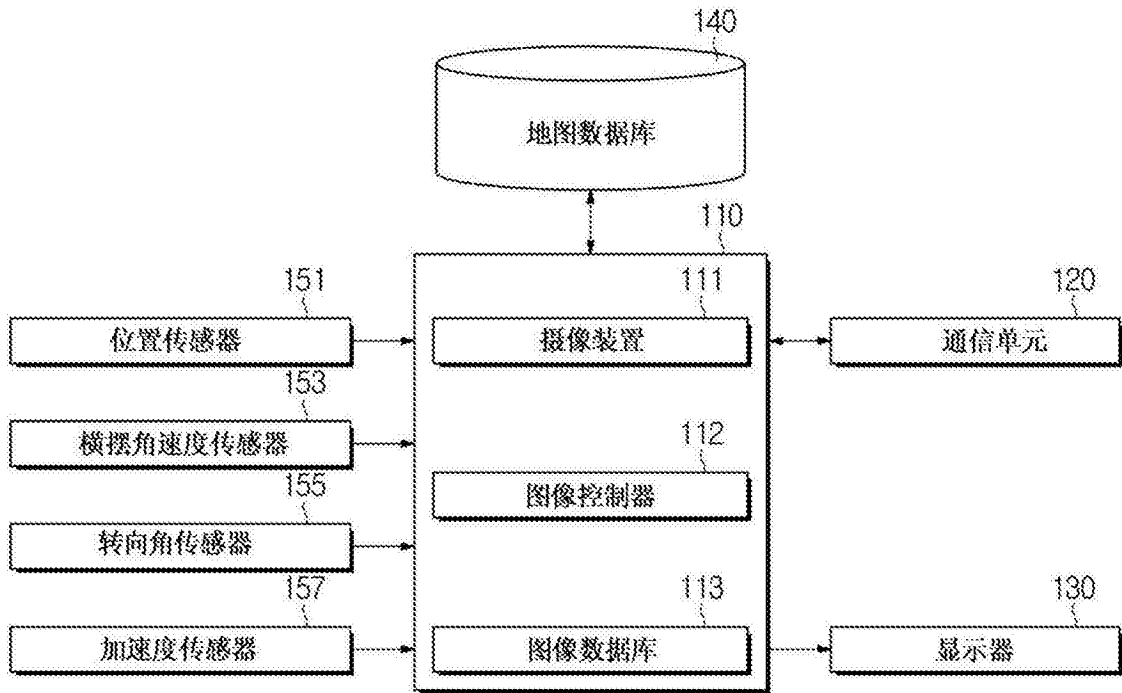 140
地图数据库
110
151
位置传感器
111
摄像装置
120
通信单元
153
横摆角速度传感器
112
图像控制器
155
转向角传感器
157
加速度传感器
113
图像数据库
130
显示器